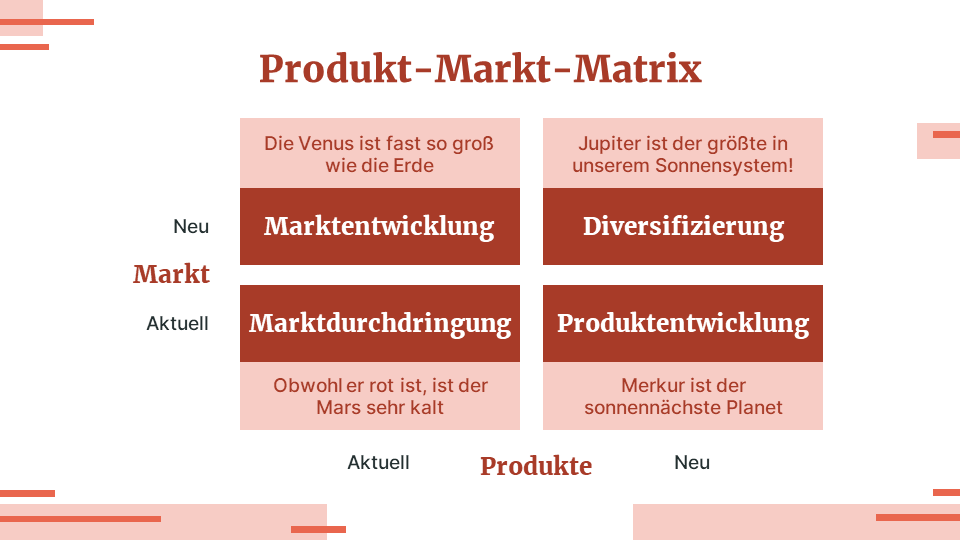 Produkt-Markt-Matrix
Die Venus ist fast so groß
wie die Erde
Jupiter ist der größte in
unserem Sonnensystem!
Neu
Marktentwicklung
Diversifizierung
Markt
Aktuell
Marktdurchdringung
Produktentwicklung
Obwohl er rot ist, ist der
Mars sehr kalt
Merkur ist der
sonnennächste Planet
Aktuell
Produkte
Neu